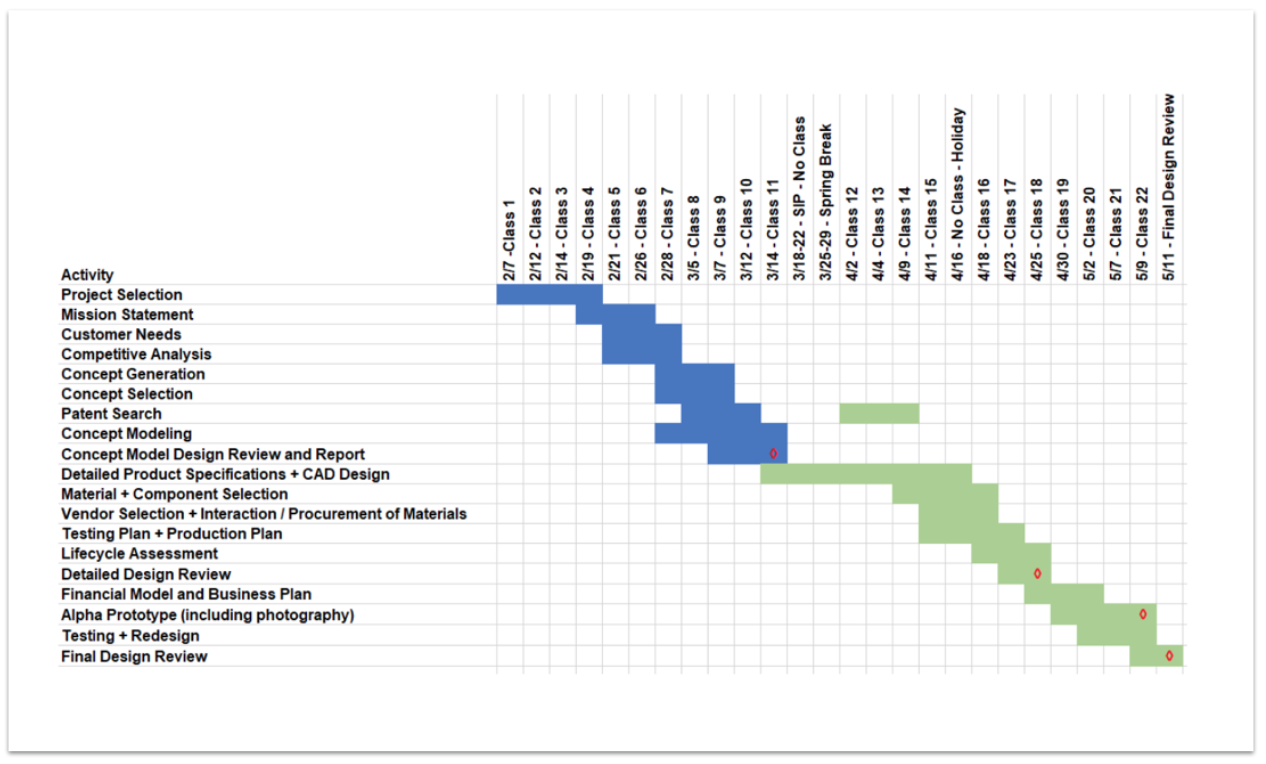 2/7 -Class 1
2/12 - Class 2
2/14 - Class 3
2/19 - Class 4
2/21 - Class 5
2/26 - Class 6
2/28 - Class 7
3/5 - Class 8
3/7 - Class 9
3/12 - Class 10
3/14 - Class 11
3/18-22 - SIP - No Class
3/25-29 - Spring Break
4/2 - Class 12
4/4 - Class 13
4/9 - Class 14
4/11 - Class 15
4/16 - No Class - Holiday
4/18 - Class 16
4/23 - Class 17
4/25 - Class 18
4/30 - Class 19
5/2 - Class 20
5/7 - Class 21
5/9 - Class 22
5/11 - Final Design Review
Activity
Project Selection
Mission Statement
Customer Needs
Competitive Analysis
Concept Generation
Concept Selection
Patent Search
Concept Modeling
Concept Model Design Review and Report
Detailed Product Specifications + CAD Design
Material + Component Selection
Vendor Selection + Interaction / Procurement of Materials
Testing Plan + Production Plan
Lifecycle Assessment
Detailed Design Review
Financial Model and Business Plan
Alpha Prototype (including photography)
Testing + Redesign
Final Design Review